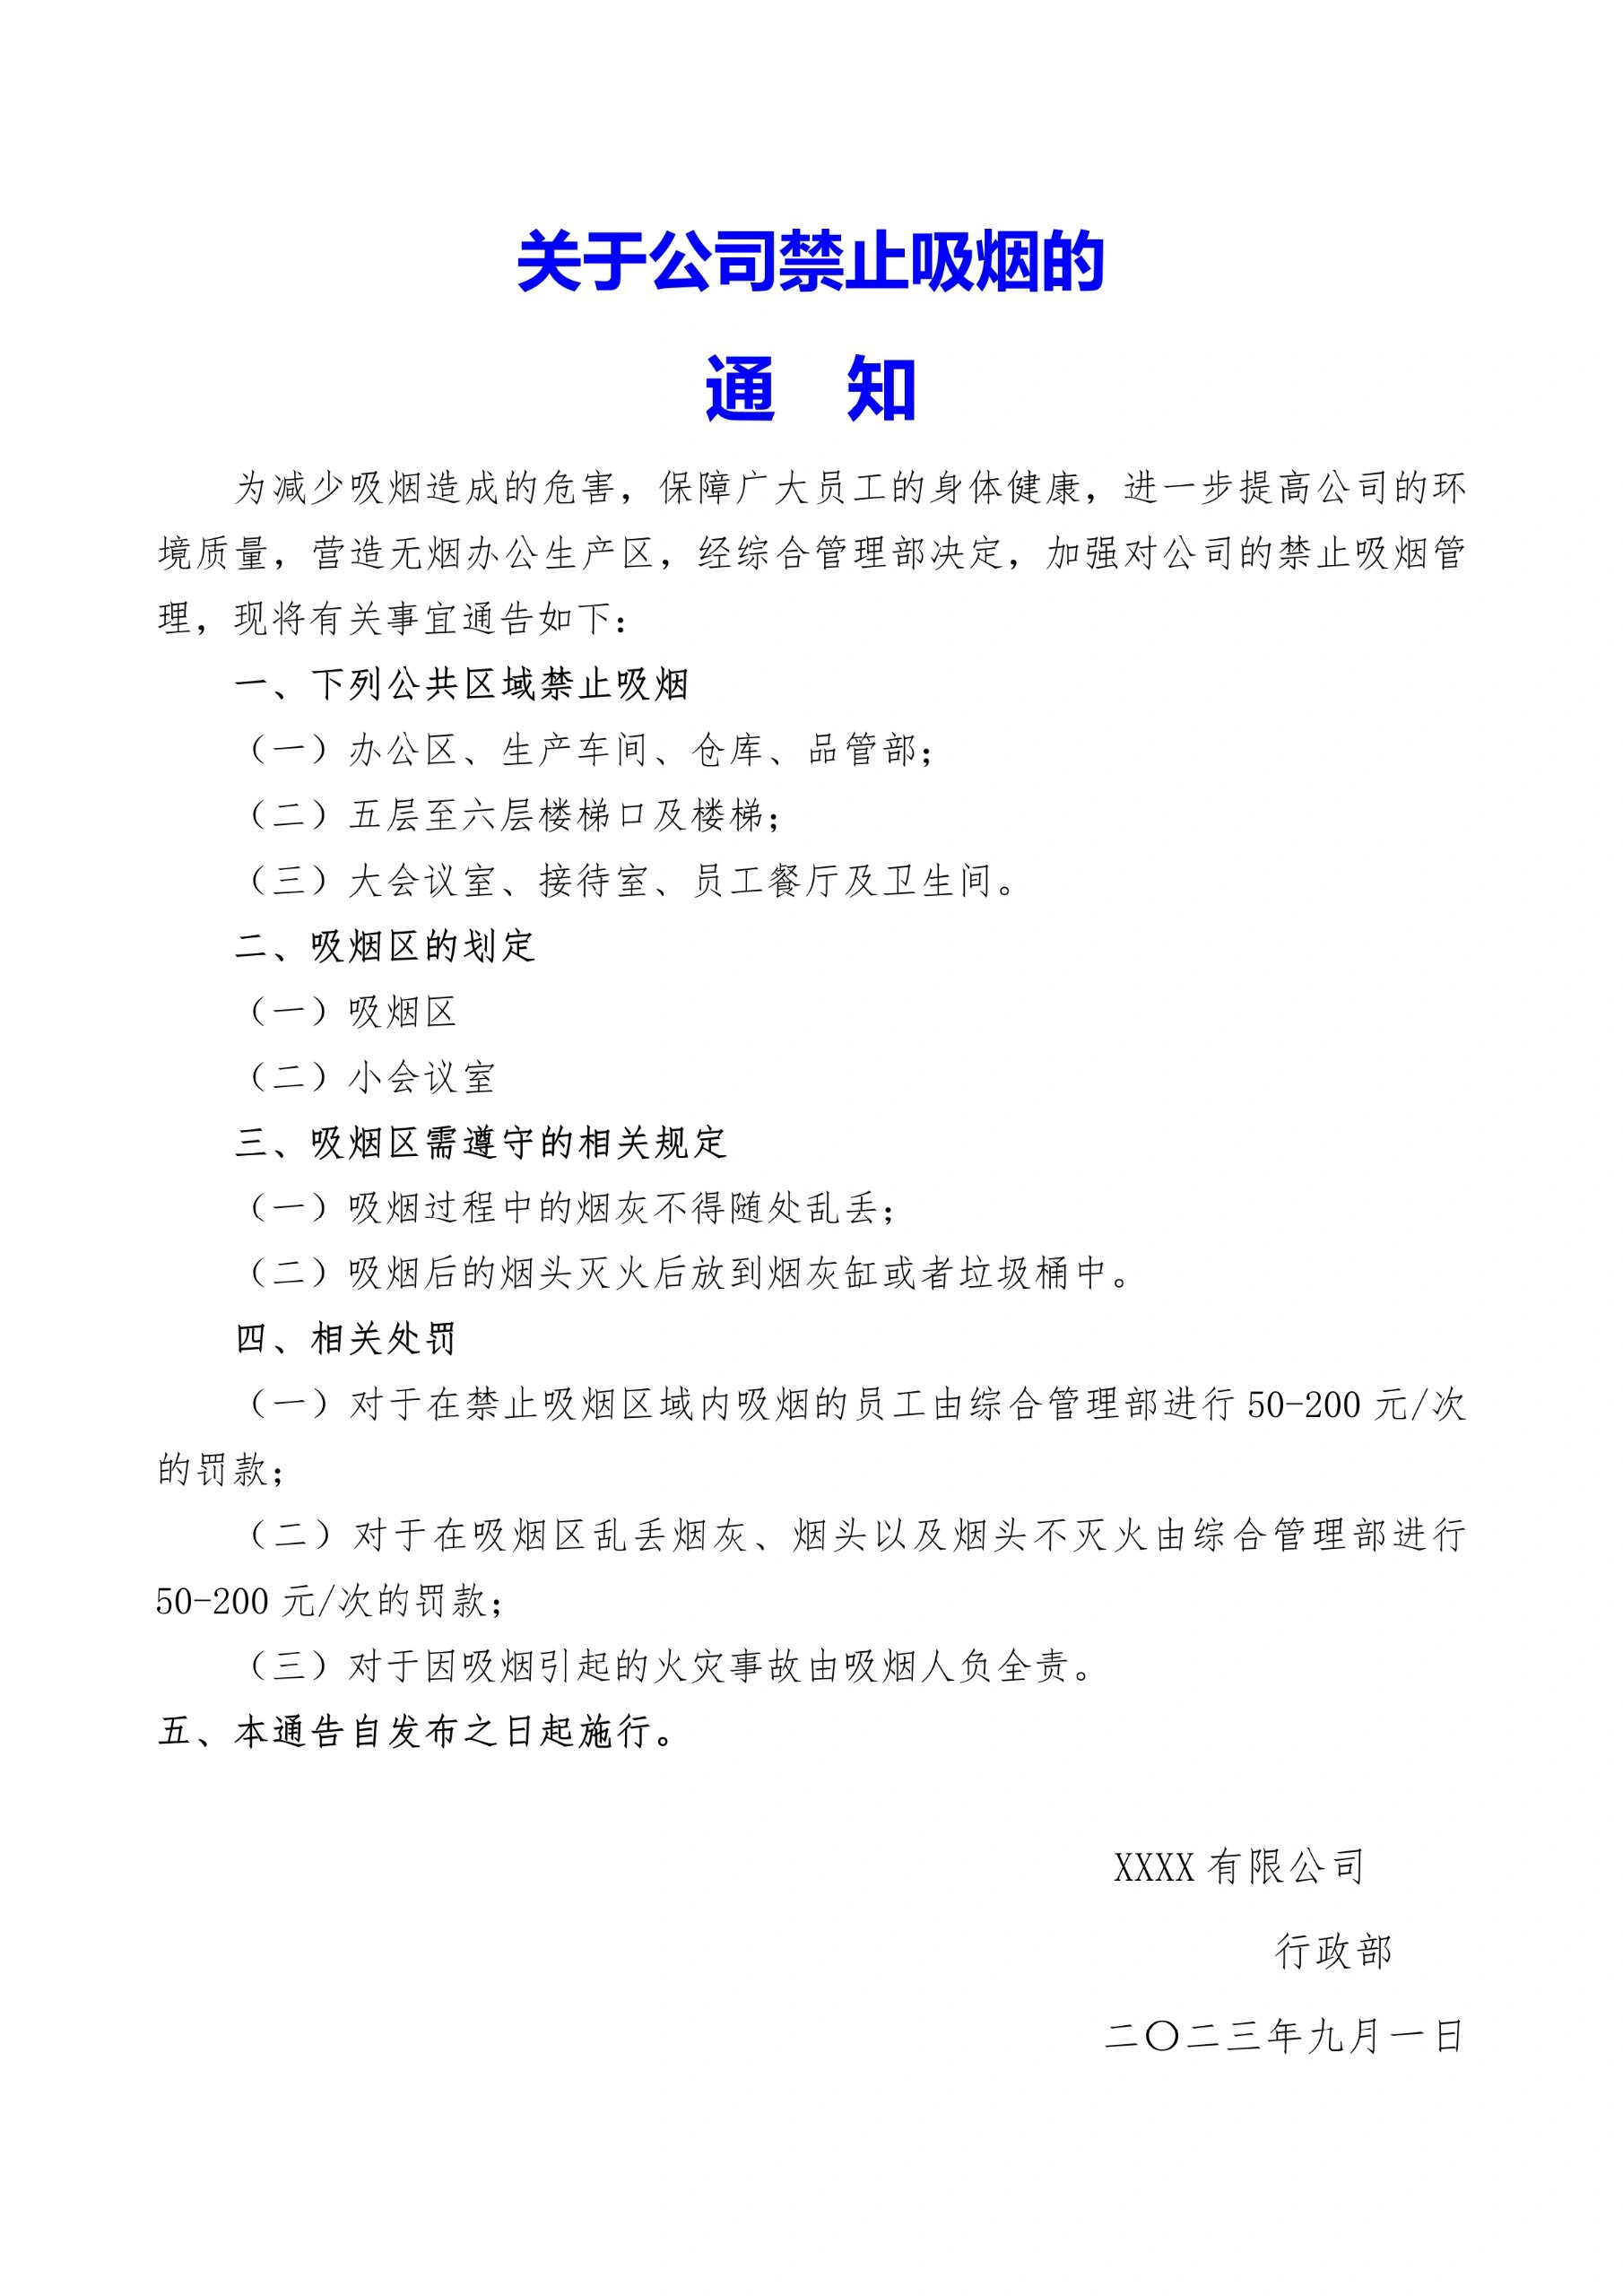 关于公司禁止吸烟的
通 知
为减少吸烟造成的危害，保障广大员工的身体健康，进一步提高公司的环
境质量，营造无烟办公生产区，经综合管理部决定，加强对公司的禁止吸烟管
理，现将有关事宜通告如下：
一、下列公共区域禁止吸烟
（一）办公区、生产车间、仓库、品管部；
（二）五层至六层楼梯口及楼梯；
（三）大会议室、接待室、员工餐厅及卫生间。
二、吸烟区的划定
（一）吸烟区
（二）小会议室
三、吸烟区需遵守的相关规定
（一）吸烟过程中的烟灰不得随处乱丢；
（二）吸烟后的烟头灭火后放到烟灰缸或者垃圾桶中。
四、相关处罚
（一）对于在禁止吸烟区域内吸烟的员工由综合管理部进行 50-200 元/次
的罚款；
（二）对于在吸烟区乱丢烟灰、烟头以及烟头不灭火由综合管理部进行
50-200 元/次的罚款；
（三）对于因吸烟引起的火灾事故由吸烟人负全责。
五、本通告自发布之日起施行。
XXXX 有限公司
行政部
二〇二三年九月一日